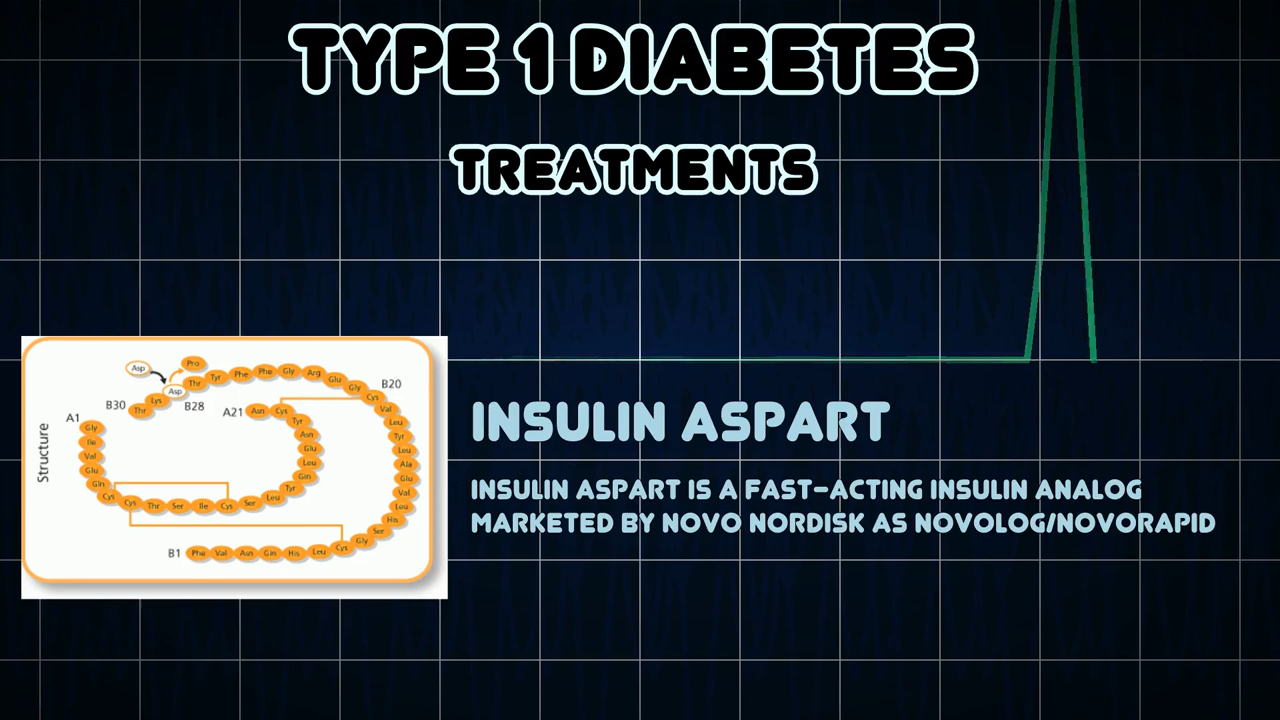 TYPE 1 DIABETES
TREATMENTS
Structure
Asp
Pro
Asp
Thr Tyr Phe Phe Gly Arg Glu Gly
B20
B30
Thr Lys
B28
A21
Asn Cys
Cys Val Leu Tyr Leu Ala Glu Val Leu His Ser Gly Cys
A1
Gly Ile Val Glu Gln Cys Cys Thr Ser Ile Cys Ser Leu Tyr Gln Leu Glu Asn Tyr
B1
Phe Val Asn Gln His Leu
INSULIN ASPART
INSULIN ASPART IS A FAST-ACTING INSULIN ANALOG
MARKETED BY NOVO NORDISK AS NOVOLOG/NOVORAPID